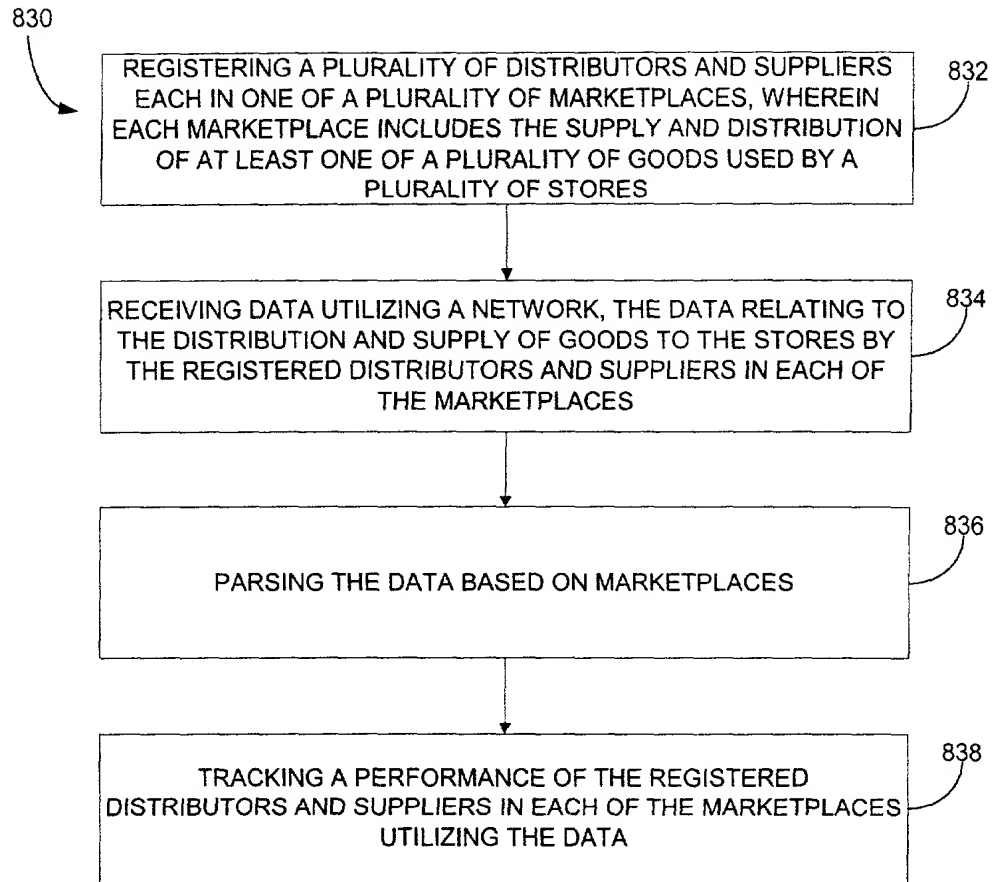 830
REGISTERING A PLURALITY OF DISTRIBUTORS AND SUPPLIERS
EACH IN ONE OF A PLURALITY OF MARKETPLACES, WHEREIN
EACH MARKETPLACE INCLUDES THE SUPPLY AND DISTRIBUTION
OF AT LEAST ONE OF A PLURALITY OF GOODS USED BY A
PLURALITY OF STORES
832
RECEIVING DATA UTILIZING A NETWORK, THE DATA RELATING TO
THE DISTRIBUTION AND SUPPLY OF GOODS TO THE STORES BY
THE REGISTERED DISTRIBUTORS AND SUPPLIERS IN EACH OF
THE MARKETPLACES
834
PARSING THE DATA BASED ON MARKETPLACES
836
TRACKING A PERFORMANCE OF THE REGISTERED
DISTRIBUTORS AND SUPPLIERS IN EACH OF THE MARKETPLACES
UTILIZING THE DATA
838